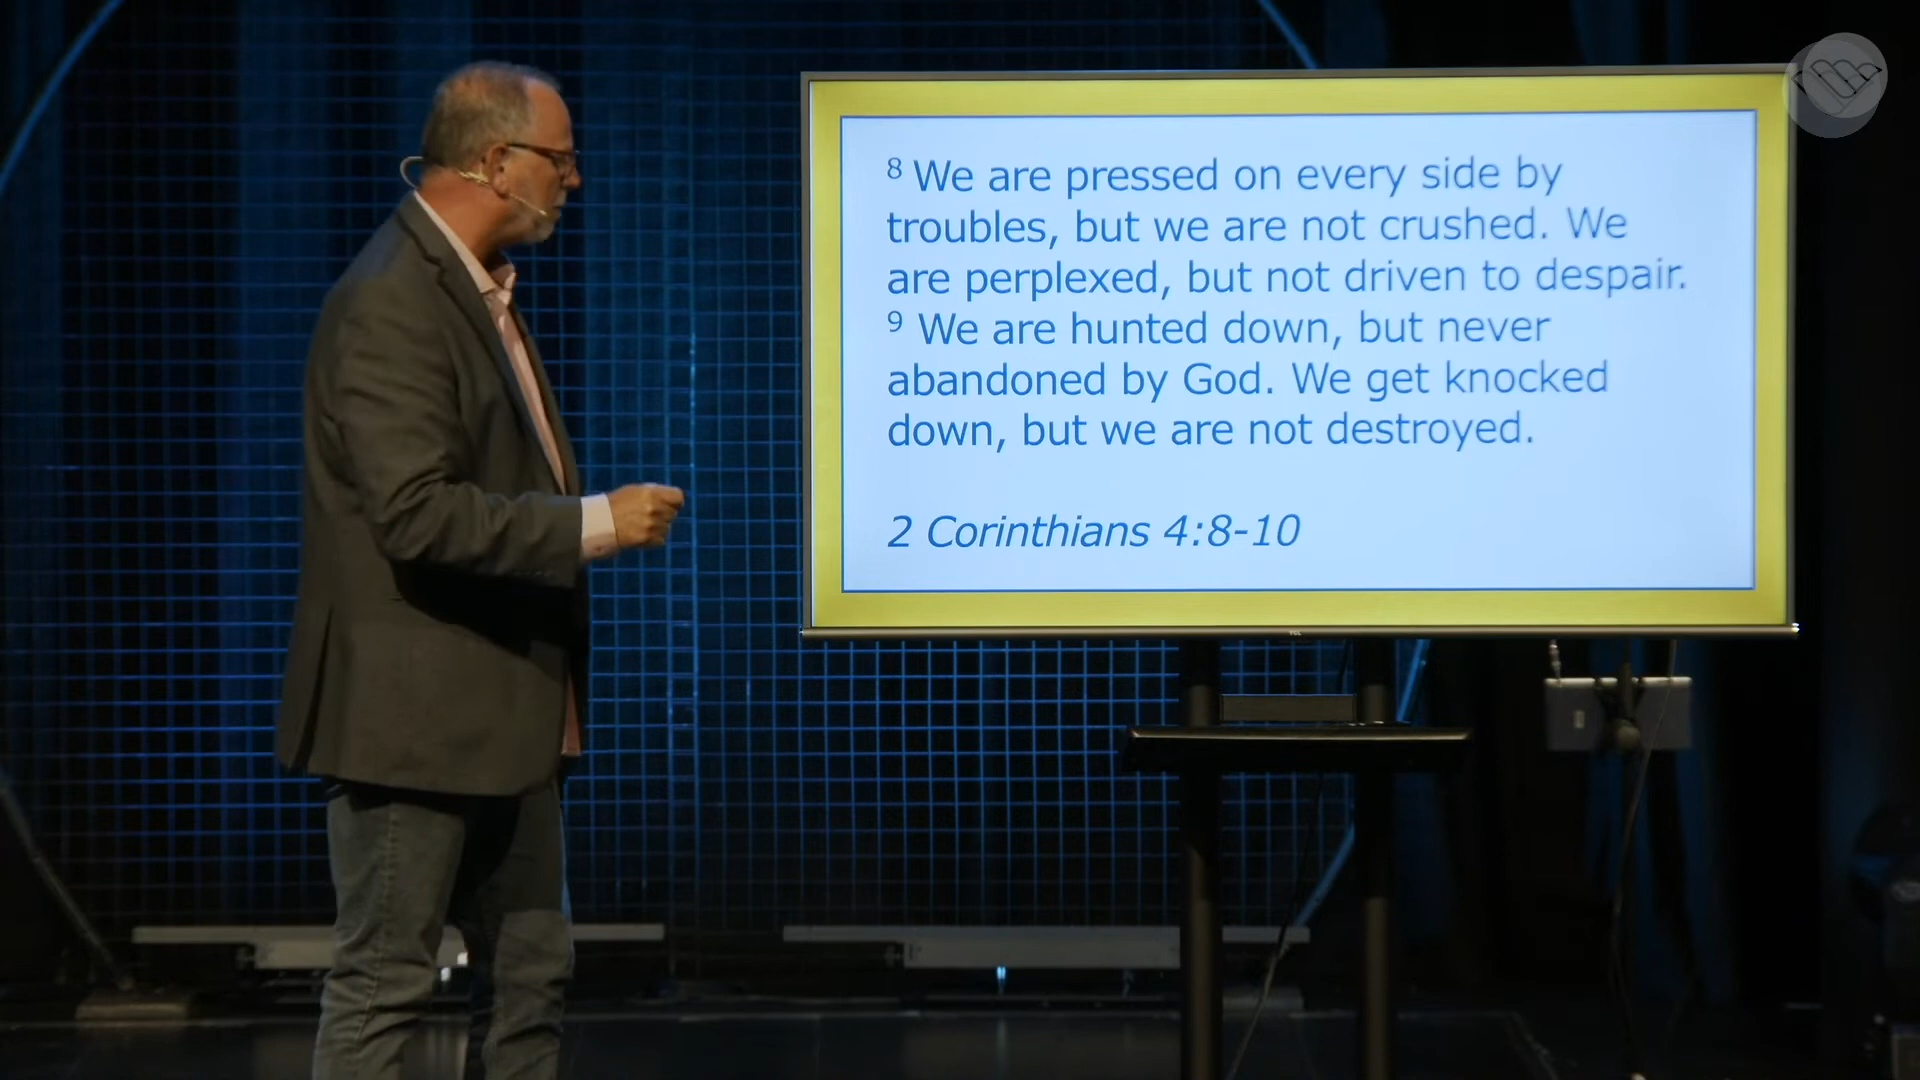 8 We are pressed on every side by
troubles, but we are not crushed. We
are perplexed, but not driven to despair.
9 We are hunted down, but never
abandoned by God. We get knocked
down, but we are not destroyed.
2 Corinthians 4:8-10
TCL